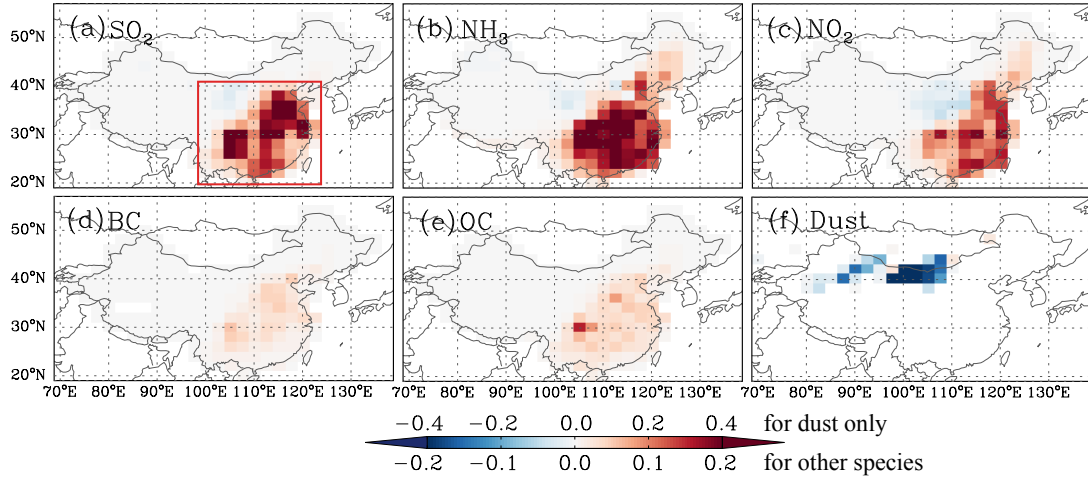 (a) SO₂ (b) NH₃ (c) NO₂
50°N
40°N
30°N
20°N
(d) BC (e) OC (f) Dust
50°N
40°N
30°N
20°N
70°E 80°E 90°E 100°E 110°E 120°E 130°E 70°E 80°E 90°E 100°E 110°E 120°E 130°E 70°E 80°E 90°E 100°E 110°E 120°E 130°E
−0.4 −0.2 0.0 0.2 0.4 for dust only
−0.2 −0.1 0.0 0.1 0.2 for other species